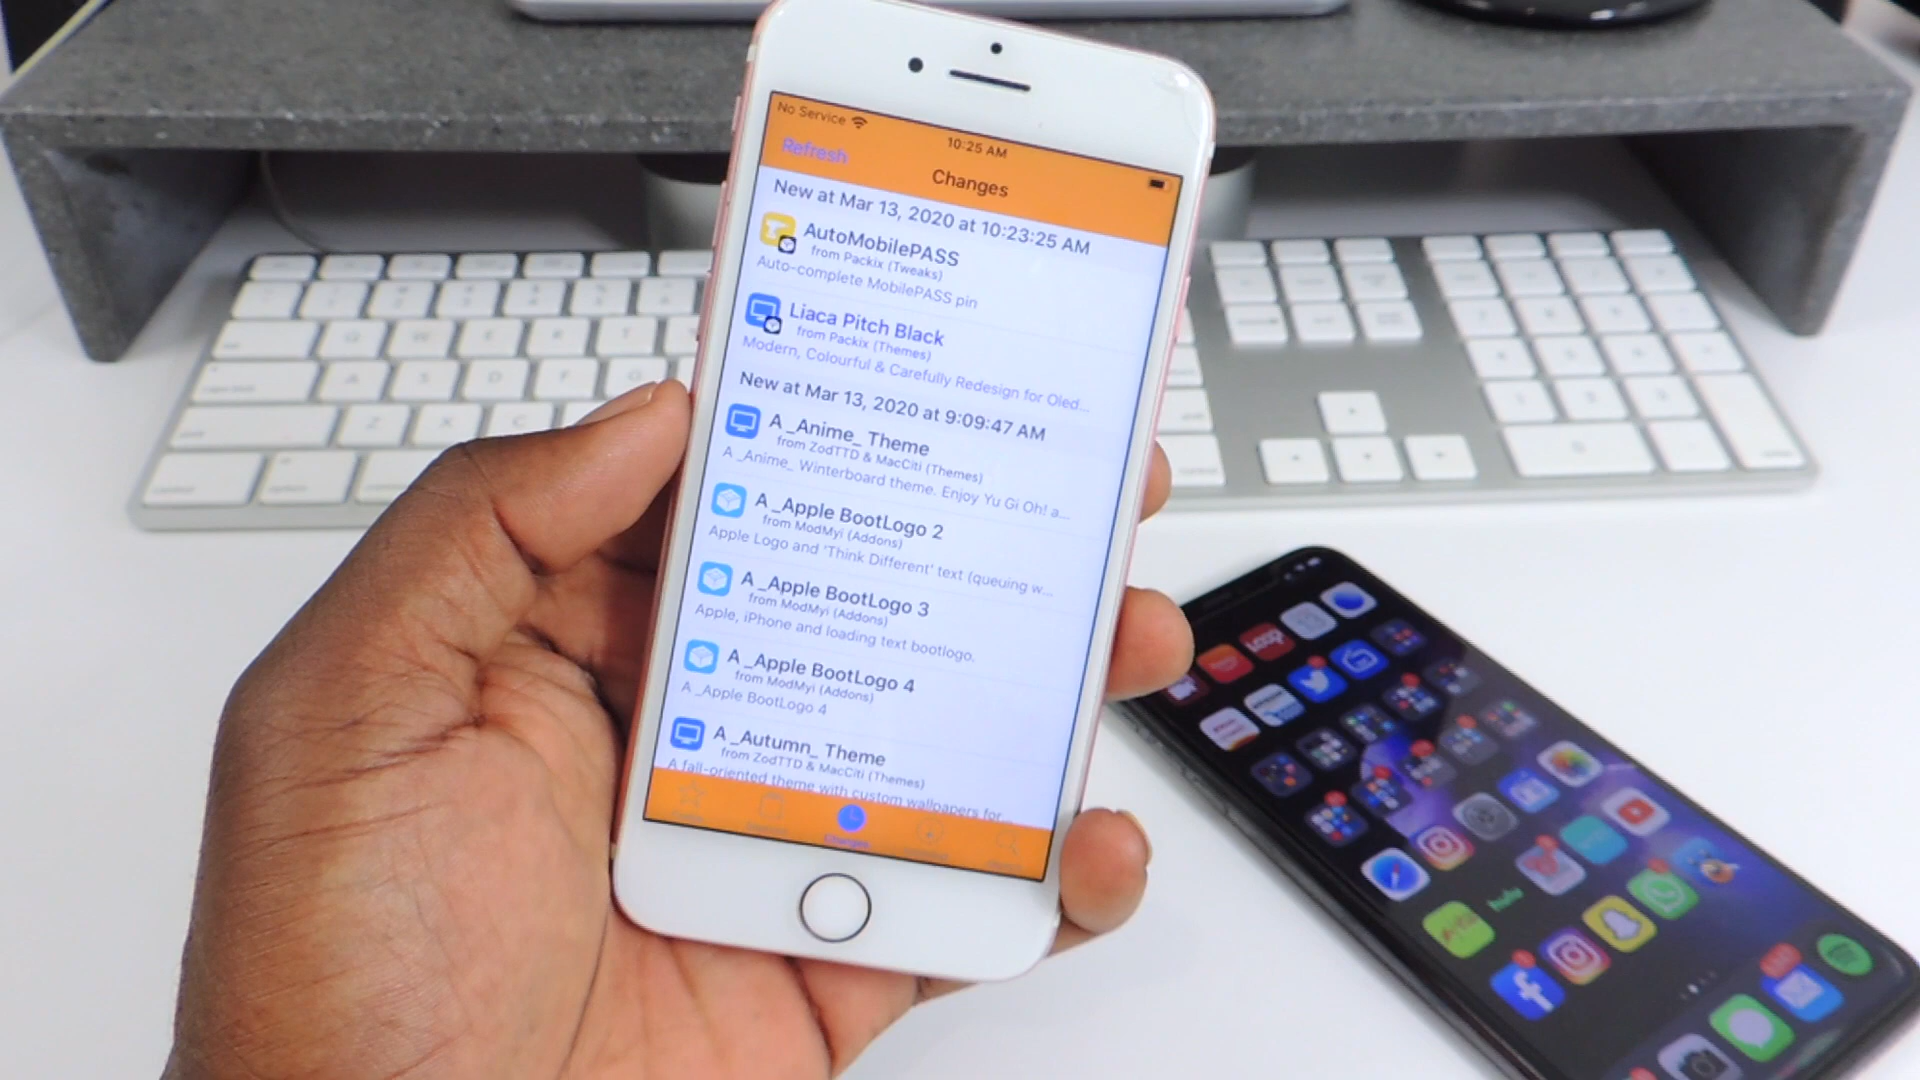 No Service
10:25 AM
Refresh
Changes
New at Mar 13, 2020 at 10:23:25 AM
AutoMobilePASS
from Packix (Tweaks)
Auto-complete MobilePASS pin
Liaca Pitch Black
from Packix (Themes)
Modern, Colourful & Carefully Redesign for Oled...
New at Mar 13, 2020 at 9:09:47 AM
A _Anime_ Theme
from ZodTTD & MacCiti (Themes)
A _Anime_ Winterboard theme. Enjoy Yu Gi Oh! a...
A _Apple BootLogo 2
from ModMyi (Addons)
Apple Logo and 'Think Different' text (queuing w...
A _Apple BootLogo 3
from ModMyi (Addons)
Apple, iPhone and loading text bootlogo.
A _Apple BootLogo 4
from ModMyi (Addons)
A _Apple BootLogo 4
A _Autumn_ Theme
from ZodTTD & MacCiti (Themes)
A fall-oriented theme with custom wallpapers for...
Changes
Loop
hulu